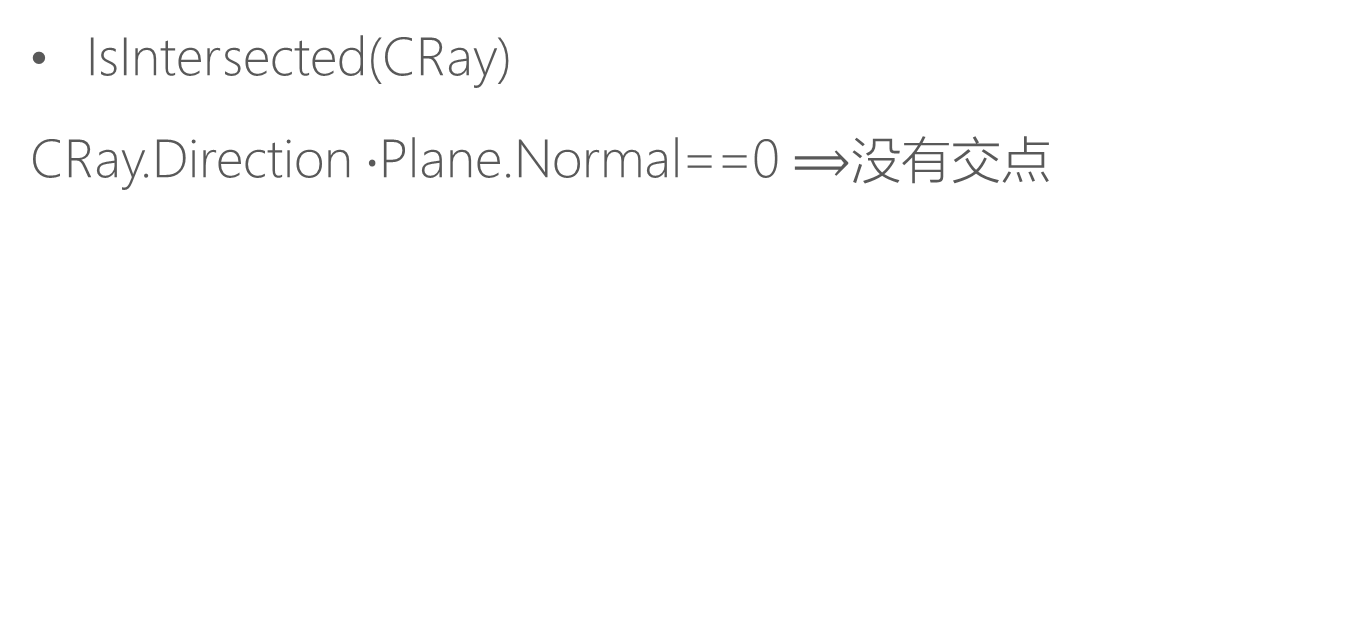 • IsIntersected(CRay)
CRay.Direction ·Plane.Normal==0 ⟹没有交点